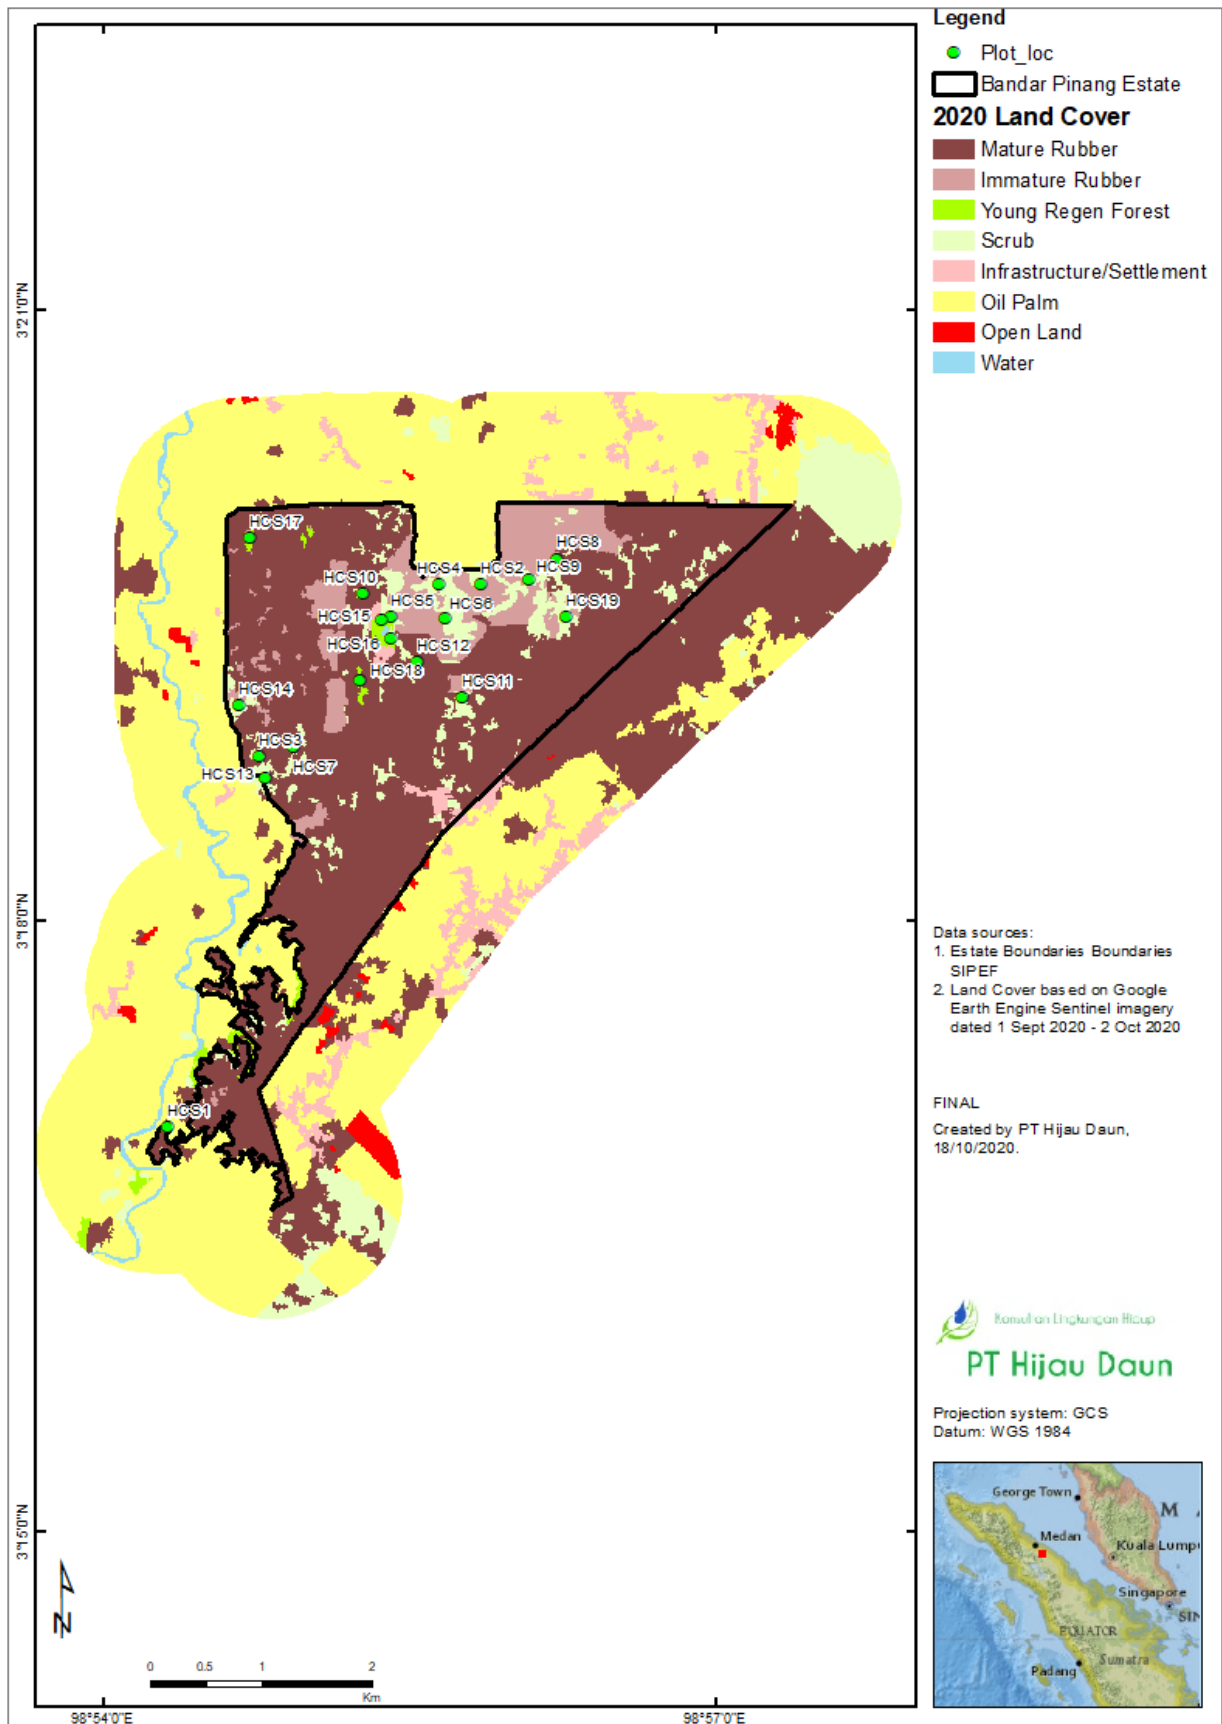 Legend
Plot_loc
Bandar Pinang Estate
2020 Land Cover
Mature Rubber
Immature Rubber
Young Regen Forest
Scrub
Infrastructure/Settlement
Oil Palm
Open Land
Water
3°21'0"N
3°18'0"N
3°15'0"N
98°54'0"E
98°57'0"E
HCS17
HCS8
HCS4
HCS2
HCS9
HCS10
HCS5
HCS6
HCS19
HCS15
HCS16
HCS12
HCS18
HCS11
HCS14
HCS3
HCS7
HCS13
HCS1
N
0 0.5 1 2
Km
Data sources:
1. Estate Boundaries Boundaries
SIPEF
2. Land Cover based on Google
Earth Engine Sentinel imagery
dated 1 Sept 2020 - 2 Oct 2020
FINAL
Created by PT Hijau Daun,
18/10/2020.
Konsultan Lingkungan Hidup
PT Hijau Daun
Projection system: GCS
Datum: WGS 1984
George Town
M
Medan
Kuala Lumpu
Singapore
SIN
EQUATOR
Sumatra
Padang